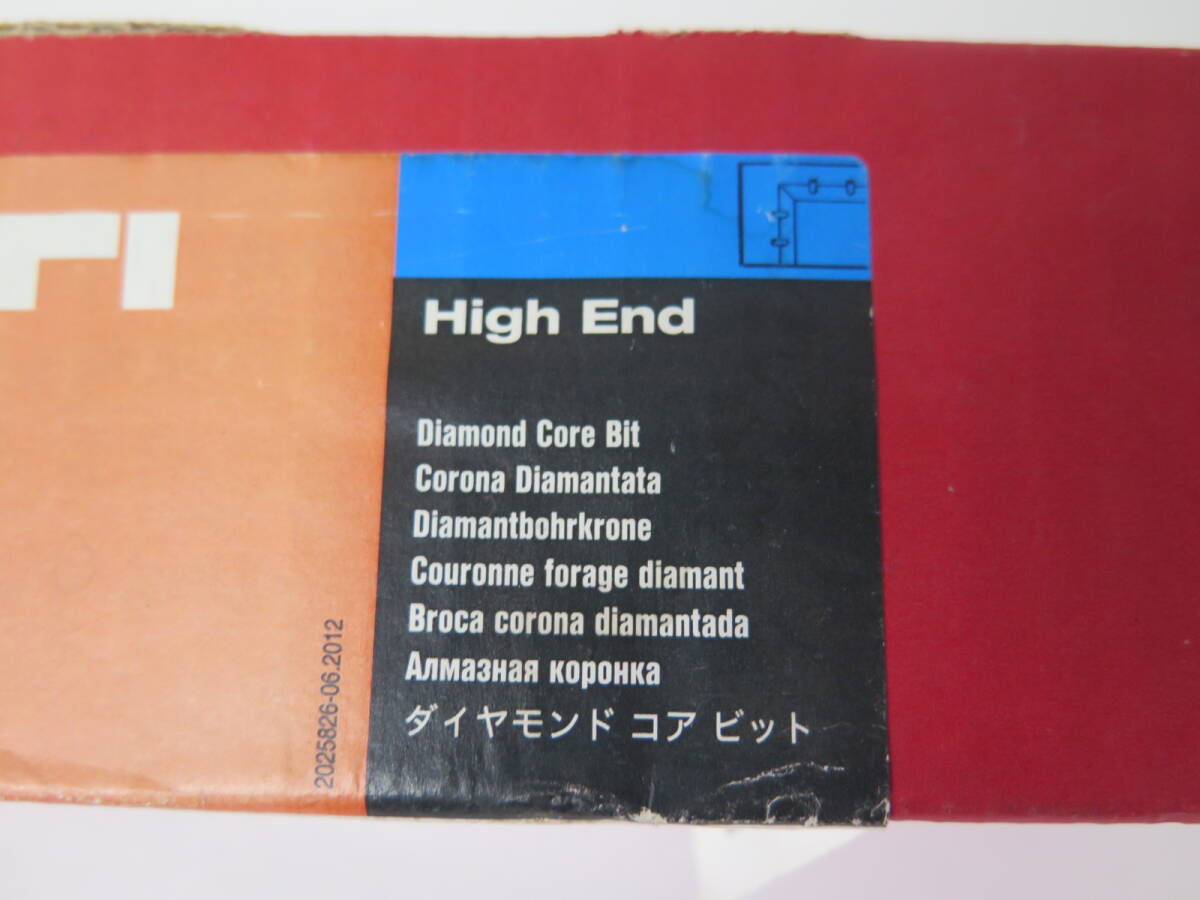 High End
Diamond Core Bit
Corona Diamantata
Diamantbohrkrone
Couronne forage diamant
Broca corona diamantada
Алмазная коронка
ダイヤモンド コア ビット
2025826-06.2012